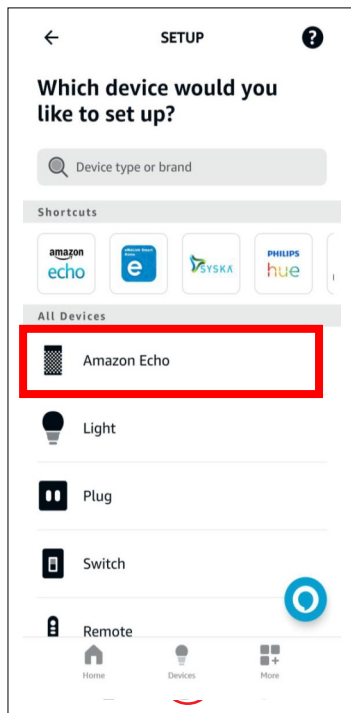 SETUP
?
Which device would you
like to set up?
Device type or brand
Shortcuts
amazon
echo
e
SYSKA
PHILIPS
hue
All Devices
Amazon Echo
Light
Plug
Switch
Remote
Home
Devices
More